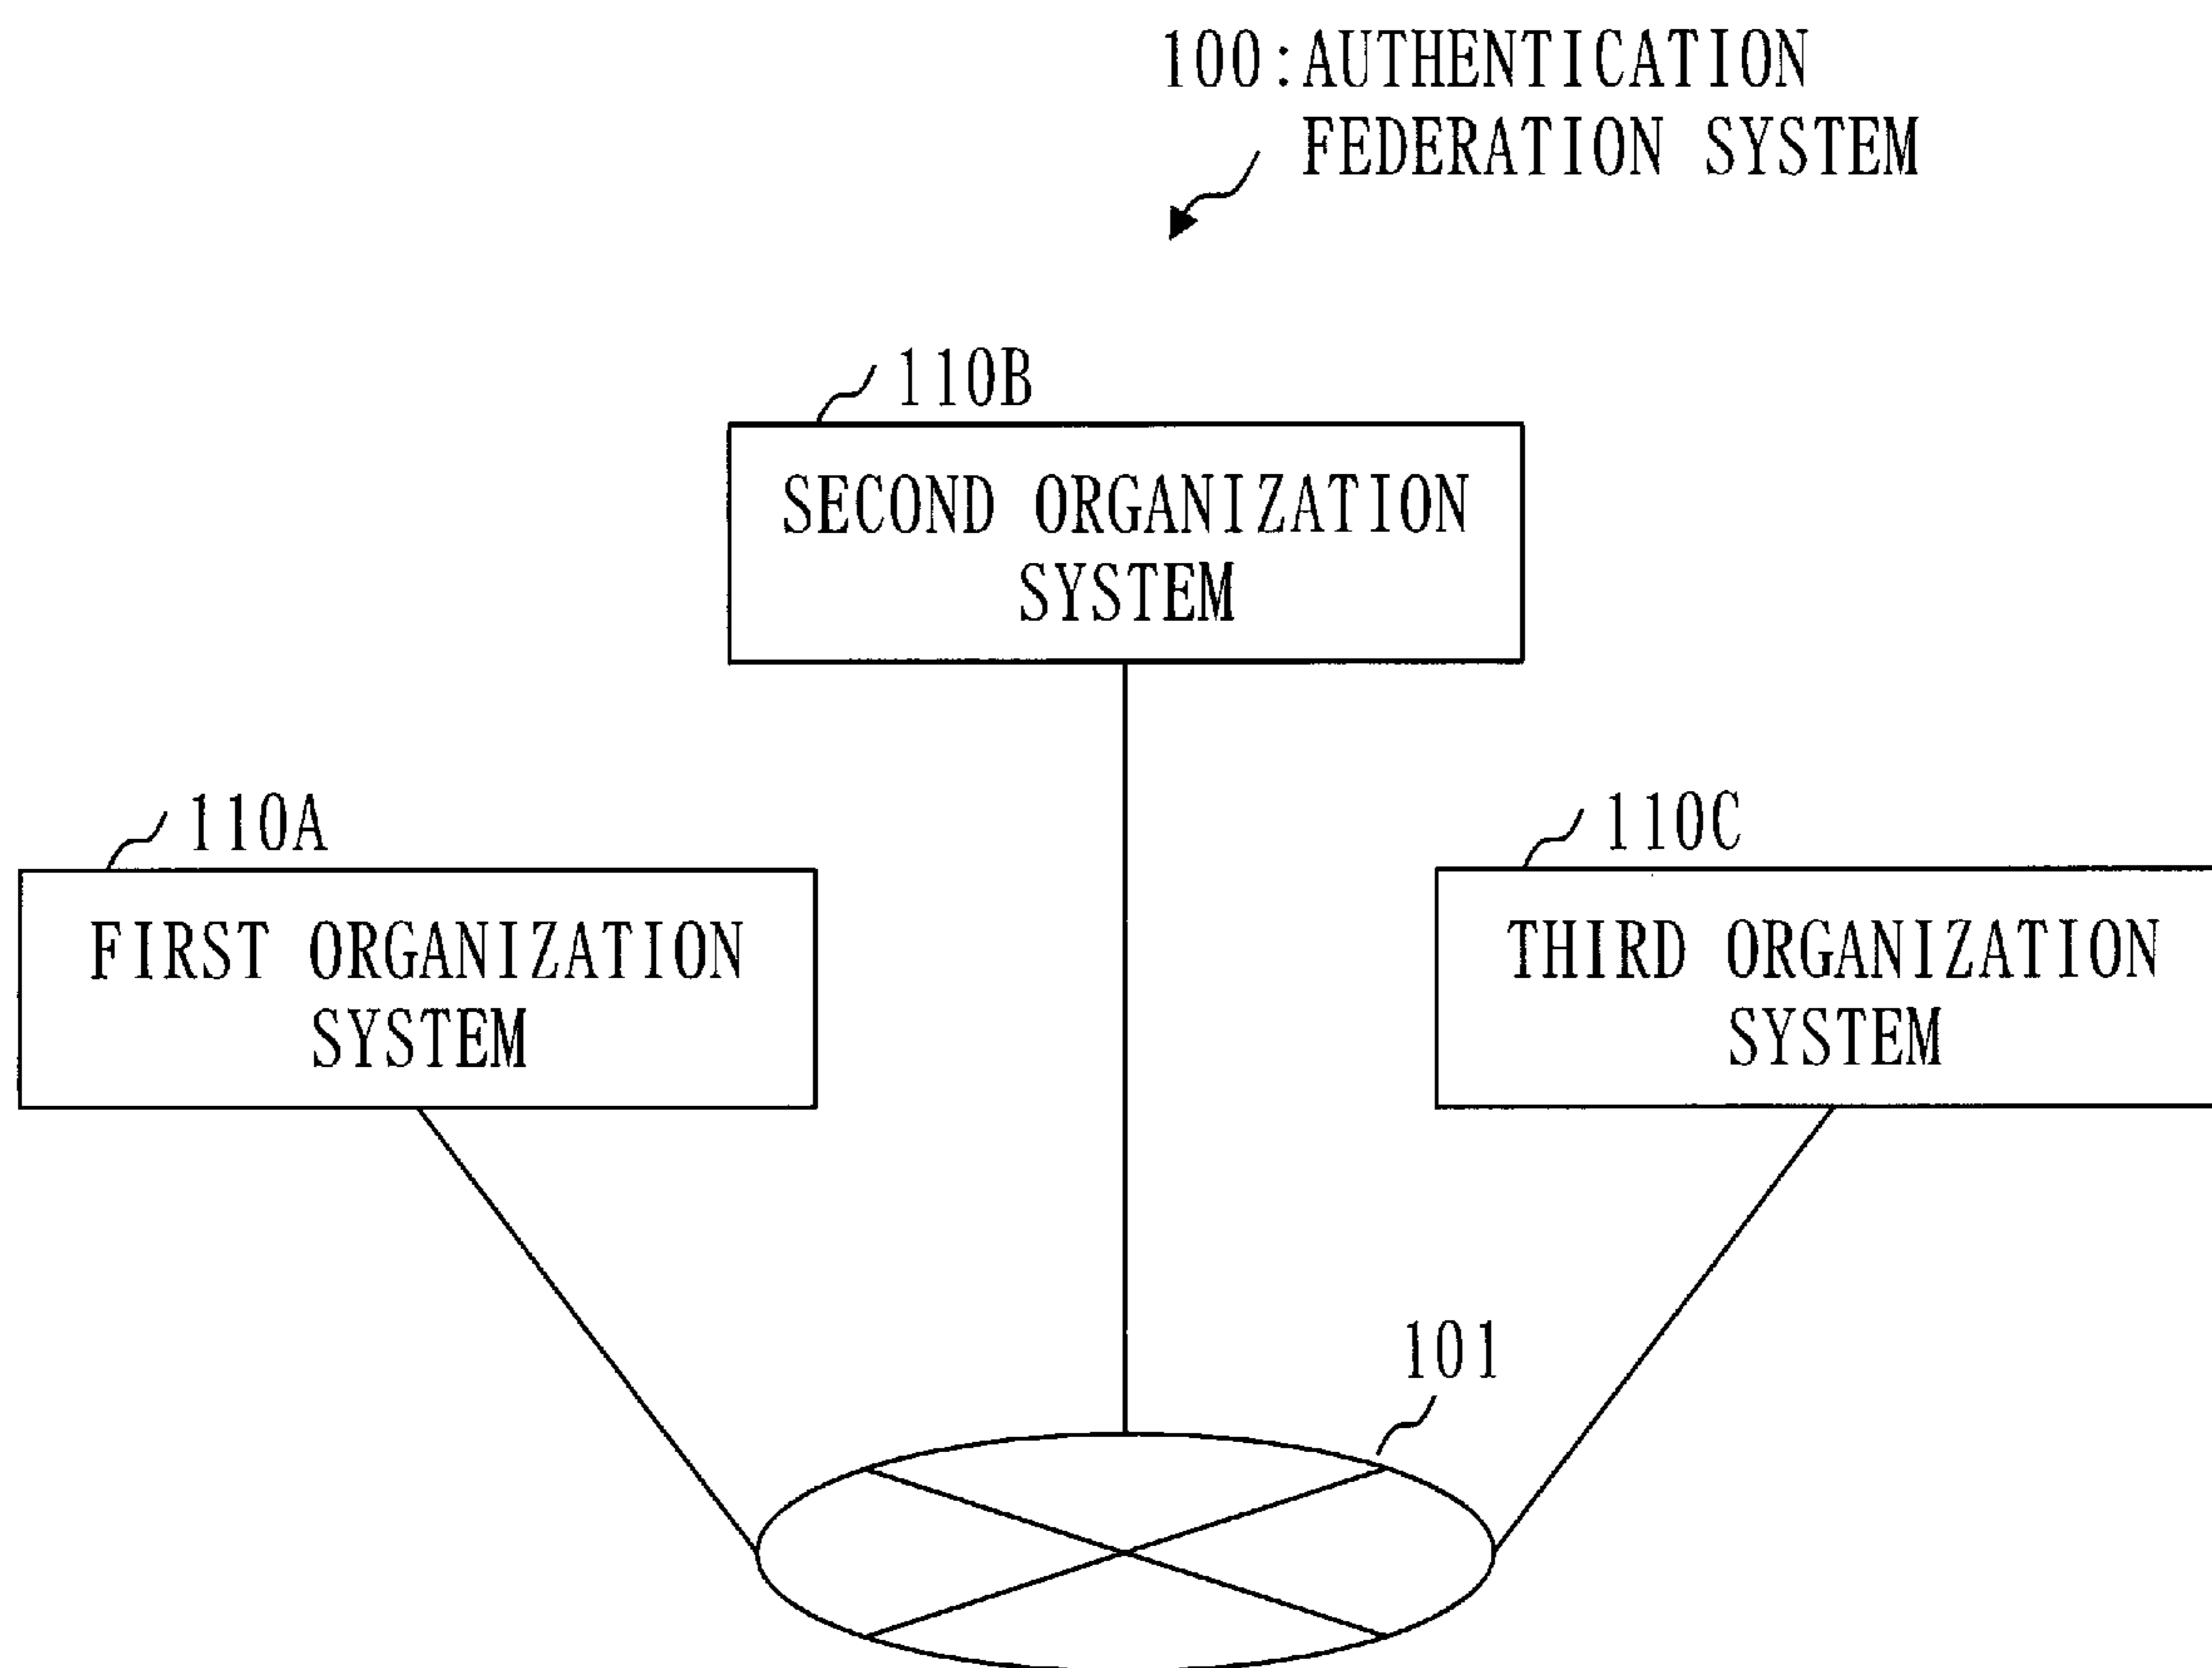 100:AUTHENTICATION
FEDERATION SYSTEM
110B
SECOND ORGANIZATION
SYSTEM
110A
FIRST ORGANIZATION
SYSTEM
110C
THIRD ORGANIZATION
SYSTEM
101